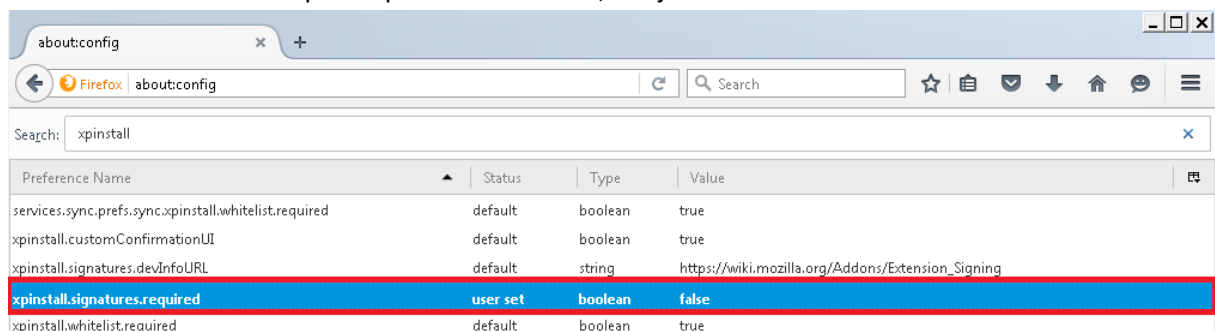 about:config
Firefox about:config Search
Search: xpinstall
Preference Name Status Type Value
services.sync.prefs.sync.xpinstall.whitelist.required default boolean true
xpinstall.customConfirmationUI default boolean true
xpinstall.signatures.devInfoURL default string https://wiki.mozilla.org/Addons/Extension_Signing
xpinstall.signatures.required user set boolean false
xpinstall.whitelist.required default boolean true